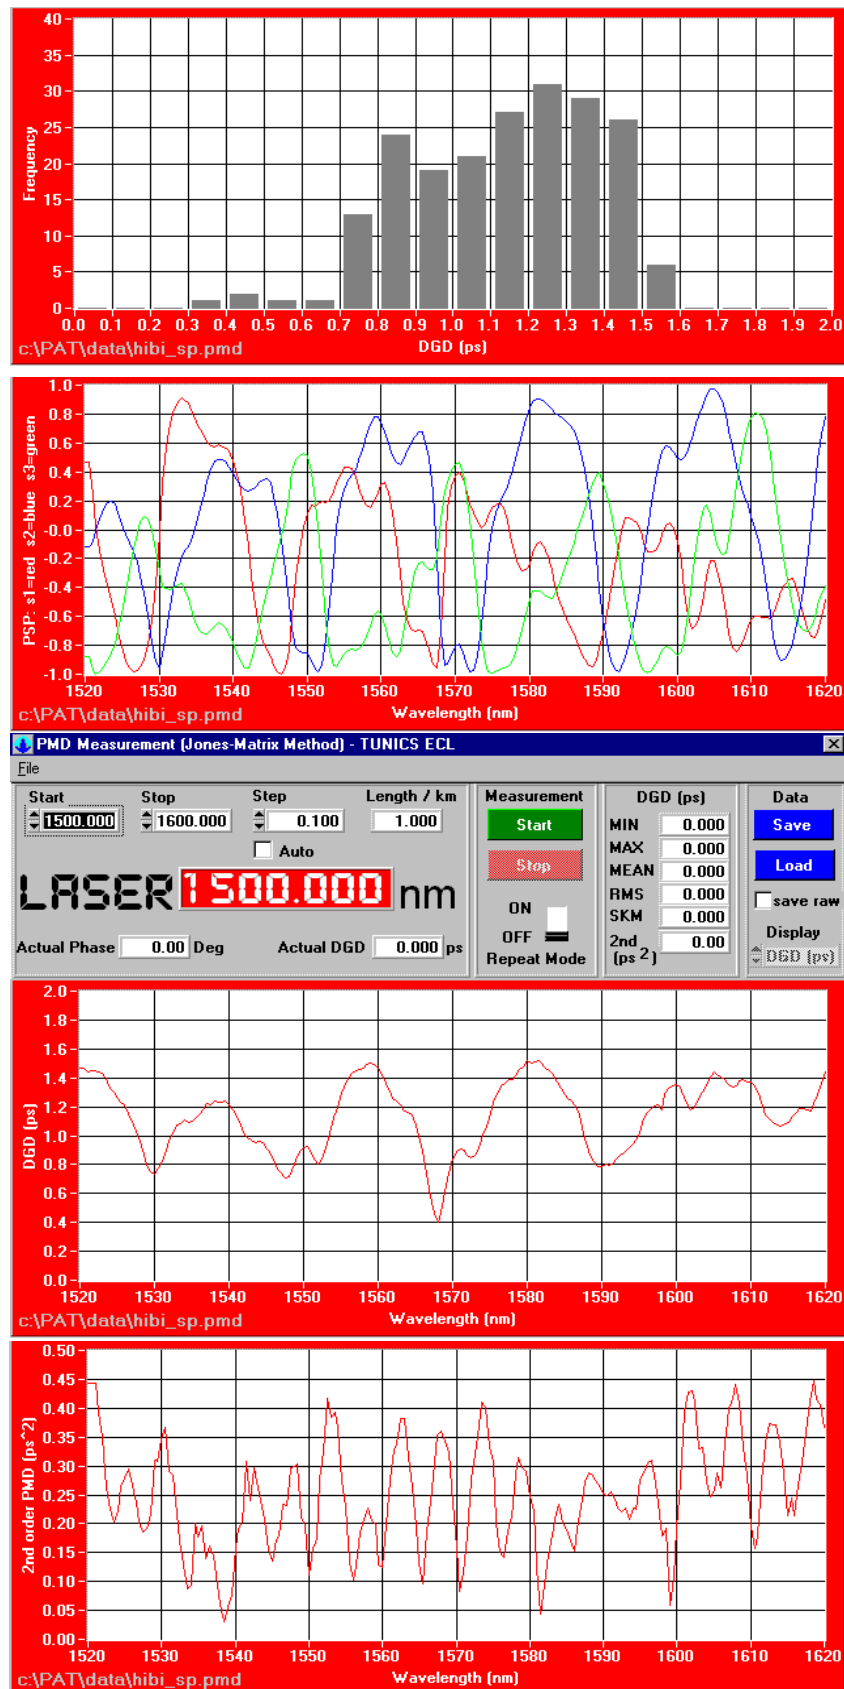 40
35
30
25
20
15
10
5
0
Frequency
0.0 0.1 0.2 0.3 0.4 0.5 0.6 0.7 0.8 0.9 1.0 1.1 1.2 1.3 1.4 1.5 1.6 1.7 1.8 1.9 2.0
c:\PAT\data\hibi_sp.pmd
DGD (ps)
1.0
0.8
0.6
0.4
0.2
-0.0
-0.2
-0.4
-0.6
-0.8
-1.0
PSP: s1=red s2=blue s3=green
1520 1530 1540 1550 1560 1570 1580 1590 1600 1610 1620
c:\PAT\data\hibi_sp.pmd
Wavelength (nm)
PMD Measurement (Jones-Matrix Method) - TUNICS ECL
File
Start Stop Step Length / km
1500.000 1600.000 0.100 1.000
Auto
LASER 1500.000 nm
Actual Phase 0.00 Deg Actual DGD 0.000 ps
Measurement
Start
Stop
ON
OFF
Repeat Mode
DGD (ps)
MIN 0.000
MAX 0.000
MEAN 0.000
RMS 0.000
SKM 0.000
2nd 0.00
(ps 2)
Data
Save
Load
save raw
Display
DGD (ps)
2.0
1.8
1.6
1.4
1.2
1.0
0.8
0.6
0.4
0.2
0.0
DGD (ps)
1520 1530 1540 1550 1560 1570 1580 1590 1600 1610 1620
c:\PAT\data\hibi_sp.pmd
Wavelength (nm)
0.50
0.45
0.40
0.35
0.30
0.25
0.20
0.15
0.10
0.05
0.00
2nd order PMD (ps^2)
1520 1530 1540 1550 1560 1570 1580 1590 1600 1610 1620
c:\PAT\data\hibi_sp.pmd
Wavelength (nm)